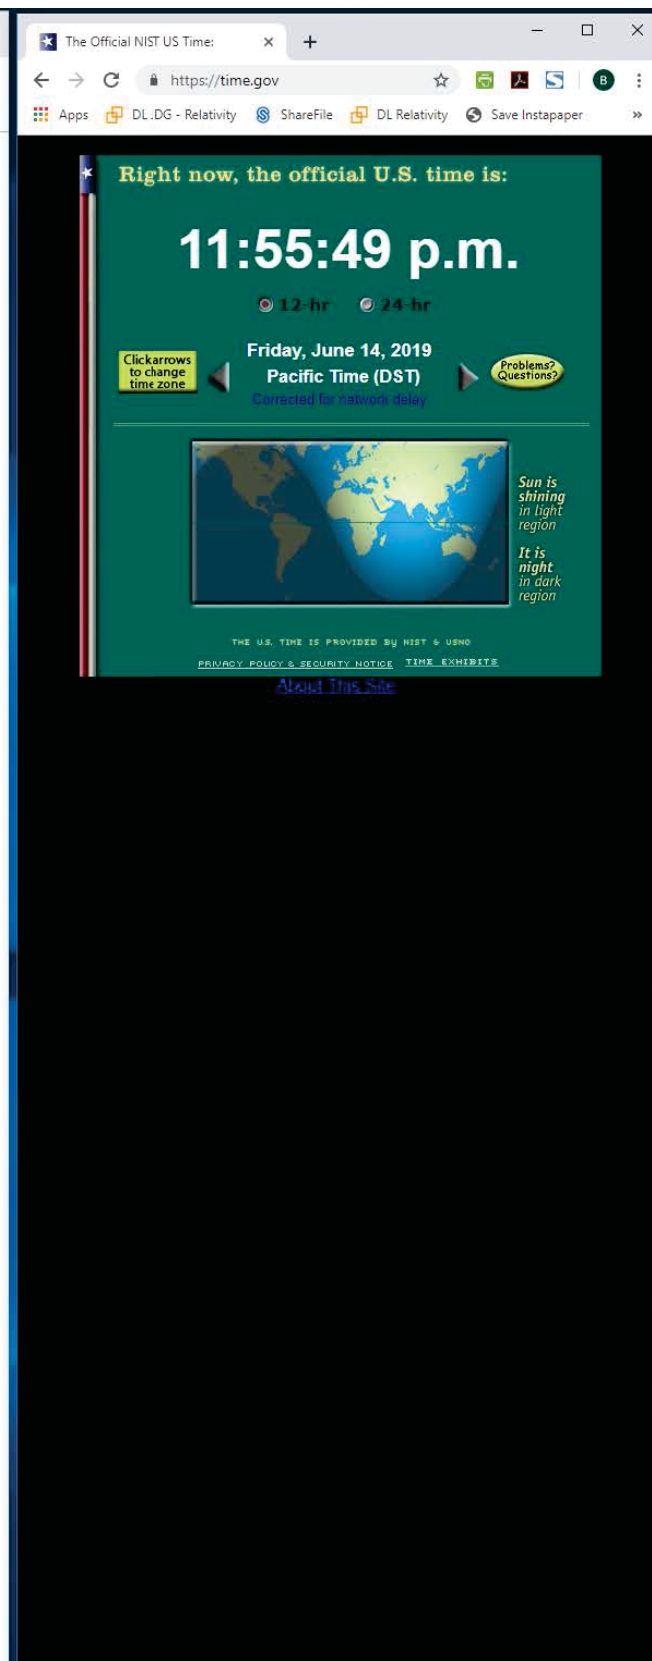 The Official NIST US Time:
https://time.gov
B
Apps DL.DG - Relativity ShareFile DL Relativity Save Instapaper »
Right now, the official U.S. time is:
11:55:49 p.m.
12-hr 24-hr
Clickarrows
to change
time zone
Friday, June 14, 2019
Pacific Time (DST)
Corrected for network delay
Problems?
Questions?
Sun is
shining
in light
region
It is
night
in dark
region
THE U.S. TIME IS PROVIDED BY NIST & USNO
PRIVACY POLICY & SECURITY NOTICE TIME EXHIBITS
About This Site